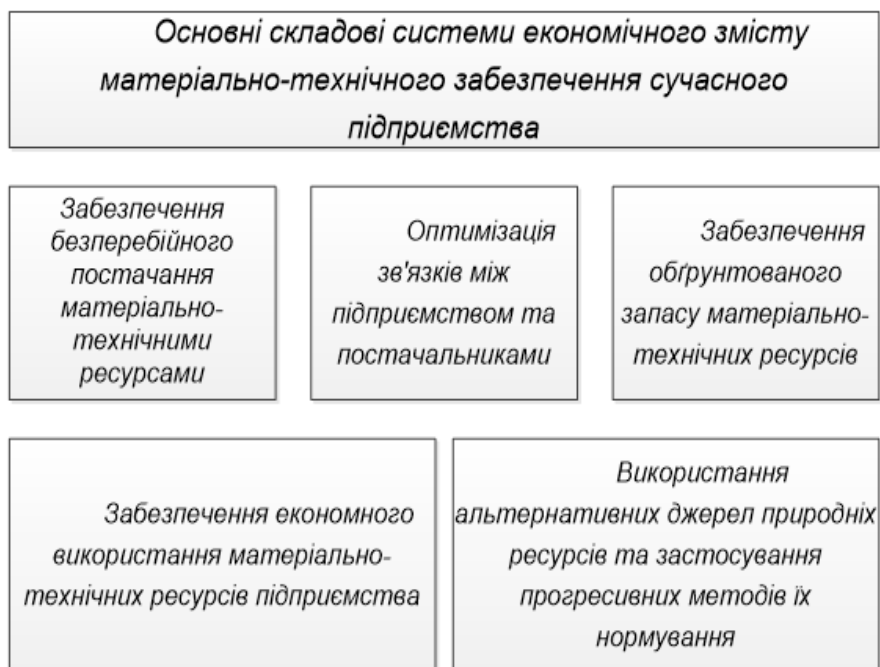 Основні складові системи економічного змісту
матеріально-технічного забезпечення сучасного
підприємства
Забезпечення
безперебійного
постачання
матеріально-
технічними
ресурсами
Оптимізація
зв'язків між
підприємством та
постачальниками
Забезпечення
обґрунтованого
запасу матеріально-
технічних ресурсів
Забезпечення економного
використання матеріально-
технічних ресурсів підприємства
Використання
альтернативних джерел природніх
ресурсів та застосування
прогресивних методів їх
нормування